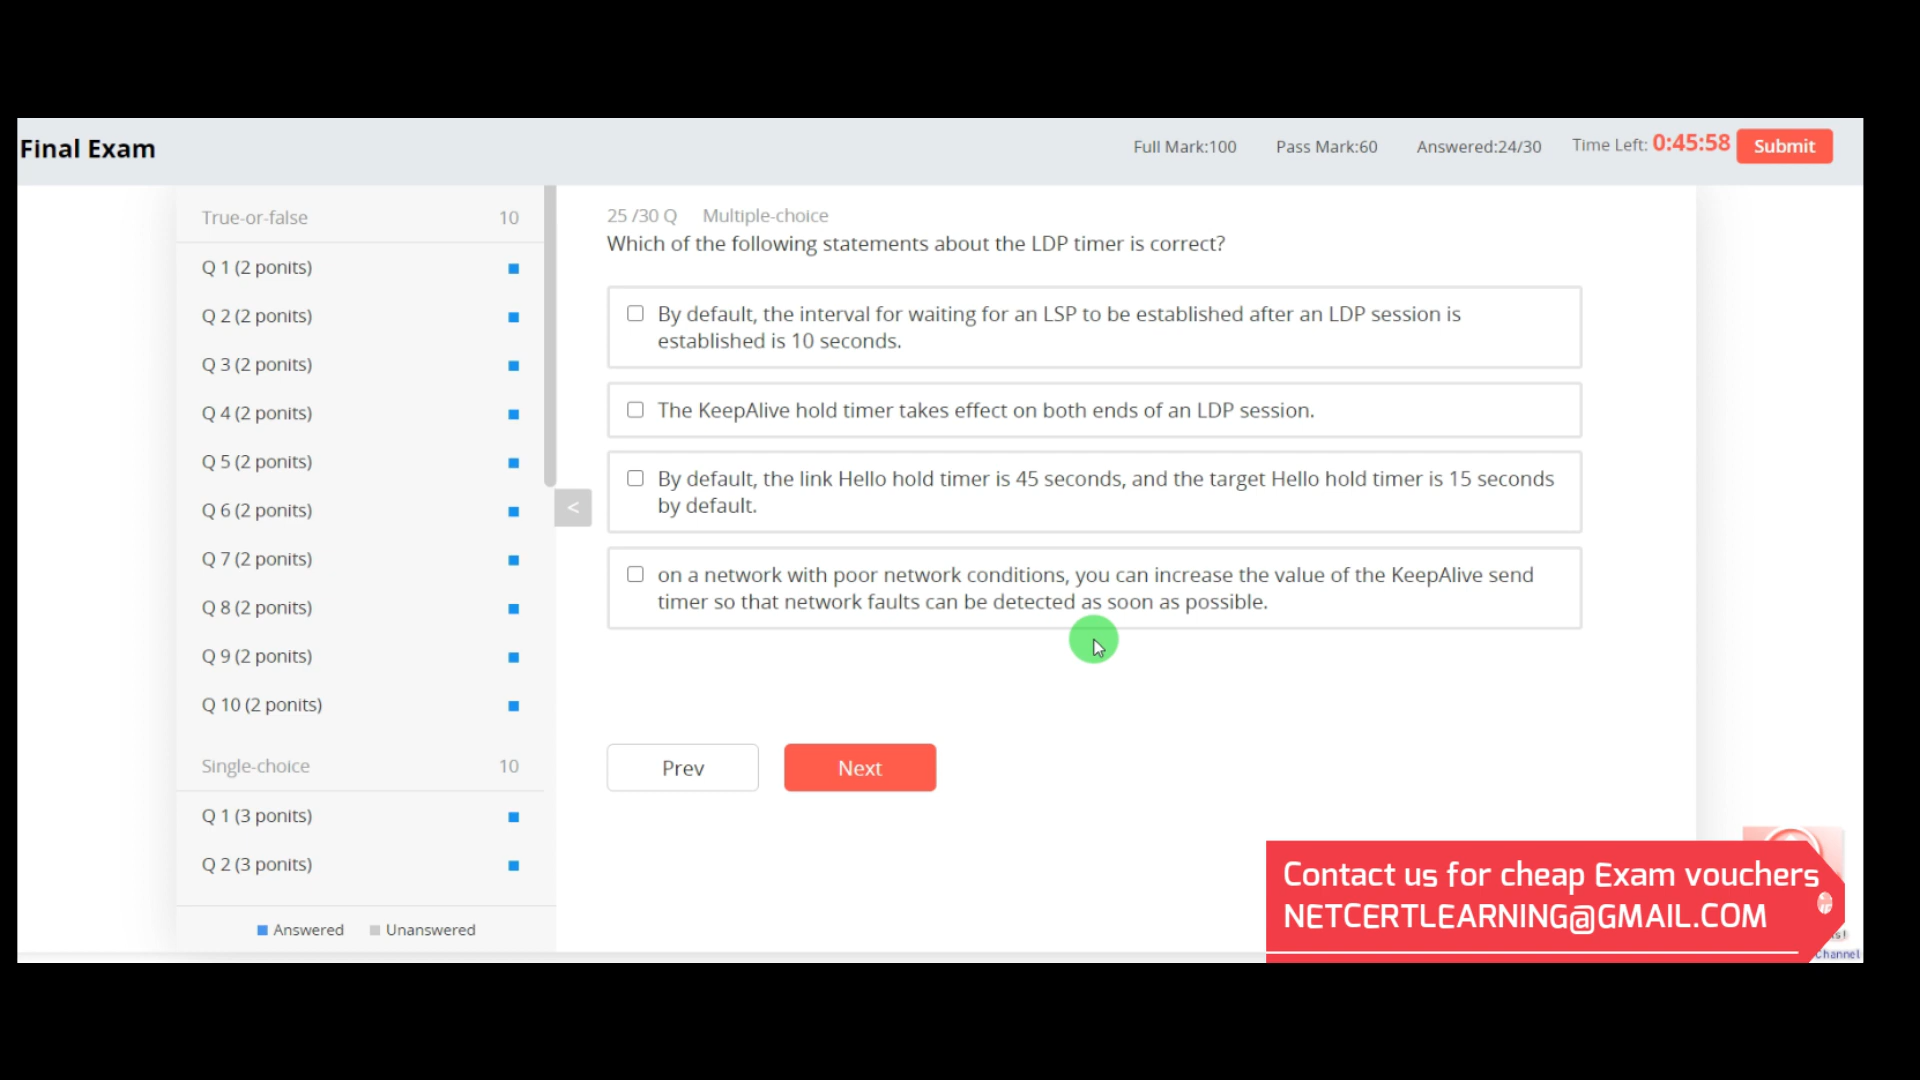 Final Exam
Full Mark:100
Pass Mark:60
Answered:24/30
Time Left: 0:45:58
Submit
True-or-false 10
Q 1 (2 ponits)
Q 2 (2 ponits)
Q 3 (2 ponits)
Q 4 (2 ponits)
Q 5 (2 ponits)
Q 6 (2 ponits)
Q 7 (2 ponits)
Q 8 (2 ponits)
Q 9 (2 ponits)
Q 10 (2 ponits)
Single-choice 10
Q 1 (3 ponits)
Q 2 (3 ponits)
Answered Unanswered
<
25 /30 Q Multiple-choice
Which of the following statements about the LDP timer is correct?
By default, the interval for waiting for an LSP to be established after an LDP session is
established is 10 seconds.
The KeepAlive hold timer takes effect on both ends of an LDP session.
By default, the link Hello hold timer is 45 seconds, and the target Hello hold timer is 15 seconds
by default.
on a network with poor network conditions, you can increase the value of the KeepAlive send
timer so that network faults can be detected as soon as possible.
Prev
Next
Contact us for cheap Exam vouchers
NETCERTLEARNING@GMAIL.COM
Channel